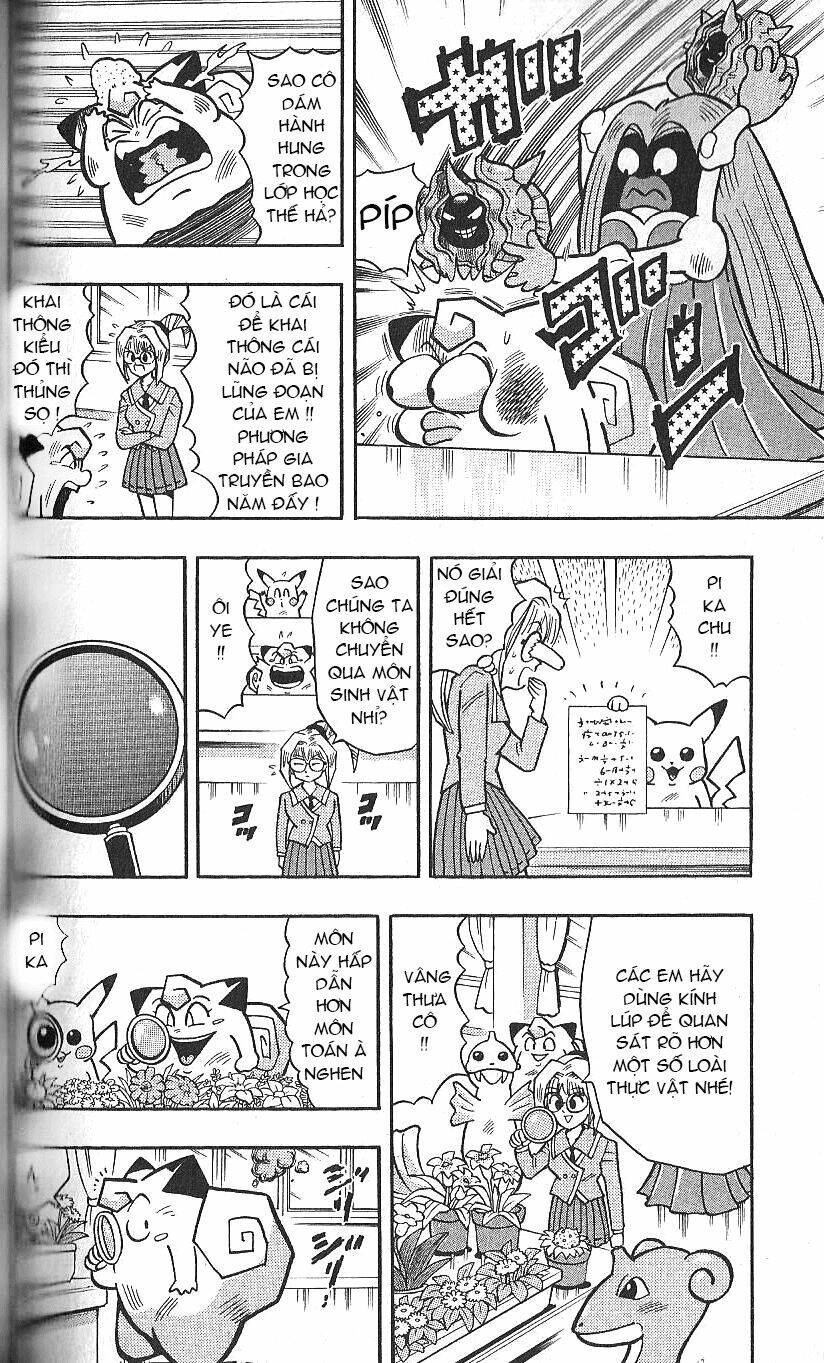 PÍP
SAO CÔ
DÁM
HÀNH
HUNG
TRONG
LỚP HỌC
THẾ HẢ?
ĐÓ LÀ CÁI
ĐỂ KHAI
THÔNG CÁI
NÃO ĐÃ BỊ
LŨNG ĐOẠN
CỦA EM !!
PHƯƠNG
PHÁP GIA
TRUYỀN BAO
NĂM ĐẤY !
KHAI
THÔNG
KIỂU
ĐÓ THÌ
THỦNG
SỌ !
PI
KA
CHU
!!
NÓ GIẢI
ĐÚNG
HẾT
SAO?
SAO
CHÚNG TA
KHÔNG
CHUYỂN
QUA MÔN
SINH VẬT
NHỈ?
ÔI
YE
!!
コツ
コツ
CÁC EM HÃY
DÙNG KÍNH
LÚP ĐỂ QUAN
SÁT RÕ HƠN
MỘT SỐ LOÀI
THỰC VẬT NHÉ!
VÂNG
THƯA
CÔ
!!
MÔN
NÀY HẤP
DẪN
HƠN
MÔN
TOÁN À
NGHEN
PI
KA